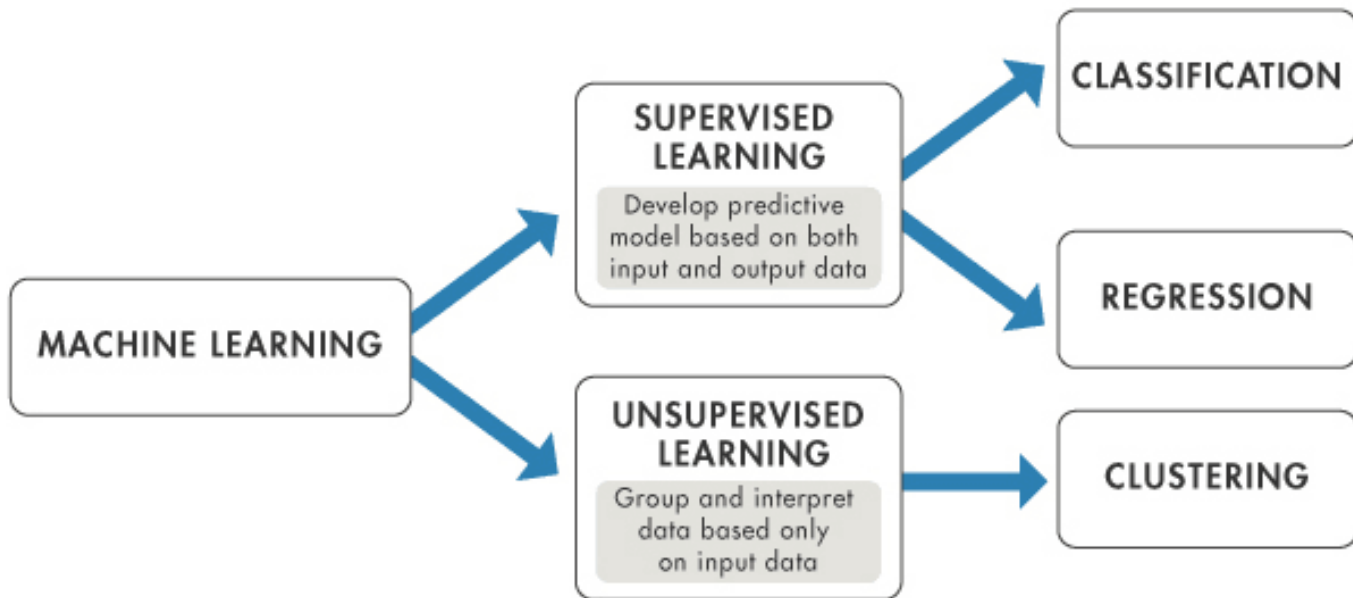 MACHINE LEARNING
SUPERVISED
LEARNING
Develop predictive
model based on both
input and output data
UNSUPERVISED
LEARNING
Group and interpret
data based only
on input data
CLASSIFICATION
REGRESSION
CLUSTERING